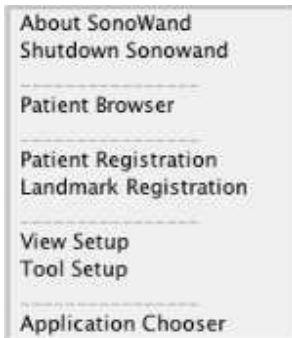 About SonoWand
Shutdown Sonowand
Patient Browser
Patient Registration
Landmark Registration
View Setup
Tool Setup
Application Chooser